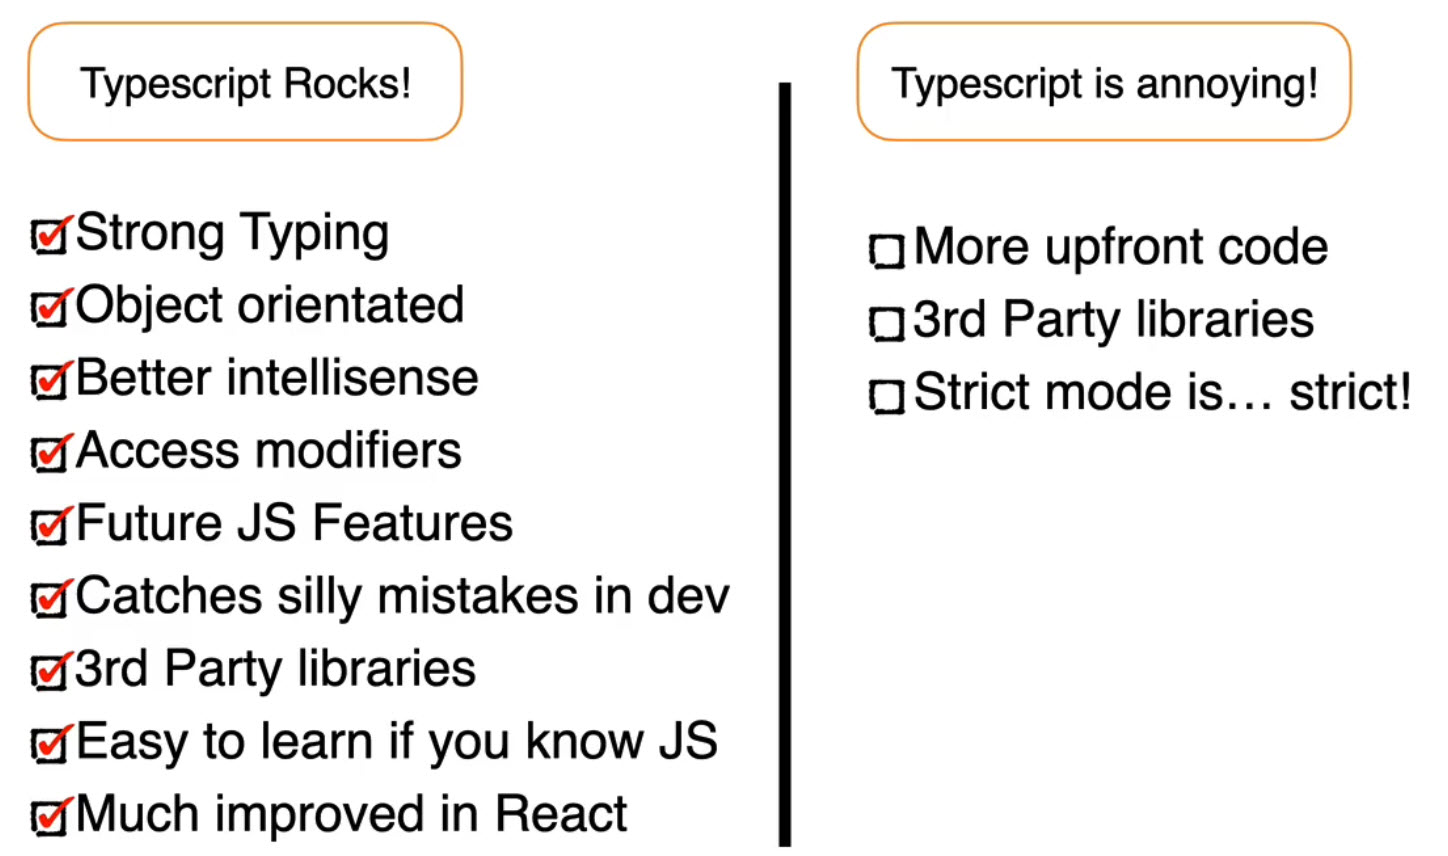 Typescript Rocks!
Strong Typing
Object orientated
Better intellisense
Access modifiers
Future JS Features
Catches silly mistakes in dev
3rd Party libraries
Easy to learn if you know JS
Much improved in React
Typescript is annoying!
More upfront code
3rd Party libraries
Strict mode is… strict!